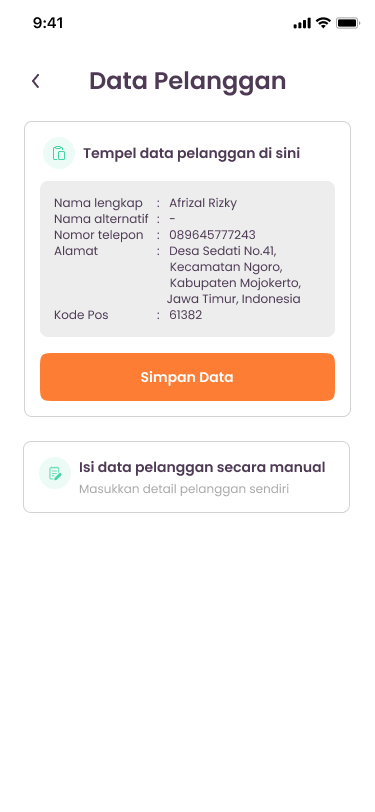 9:41
Data Pelanggan
Tempel data pelanggan di sini
Nama lengkap : Afrizal Rizky
Nama alternatif : -
Nomor telepon : 089645777243
Alamat : Desa Sedati No.41,
Kecamatan Ngoro,
Kabupaten Mojokerto,
Jawa Timur, Indonesia
Kode Pos : 61382
Simpan Data
Isi data pelanggan secara manual
Masukkan detail pelanggan sendiri